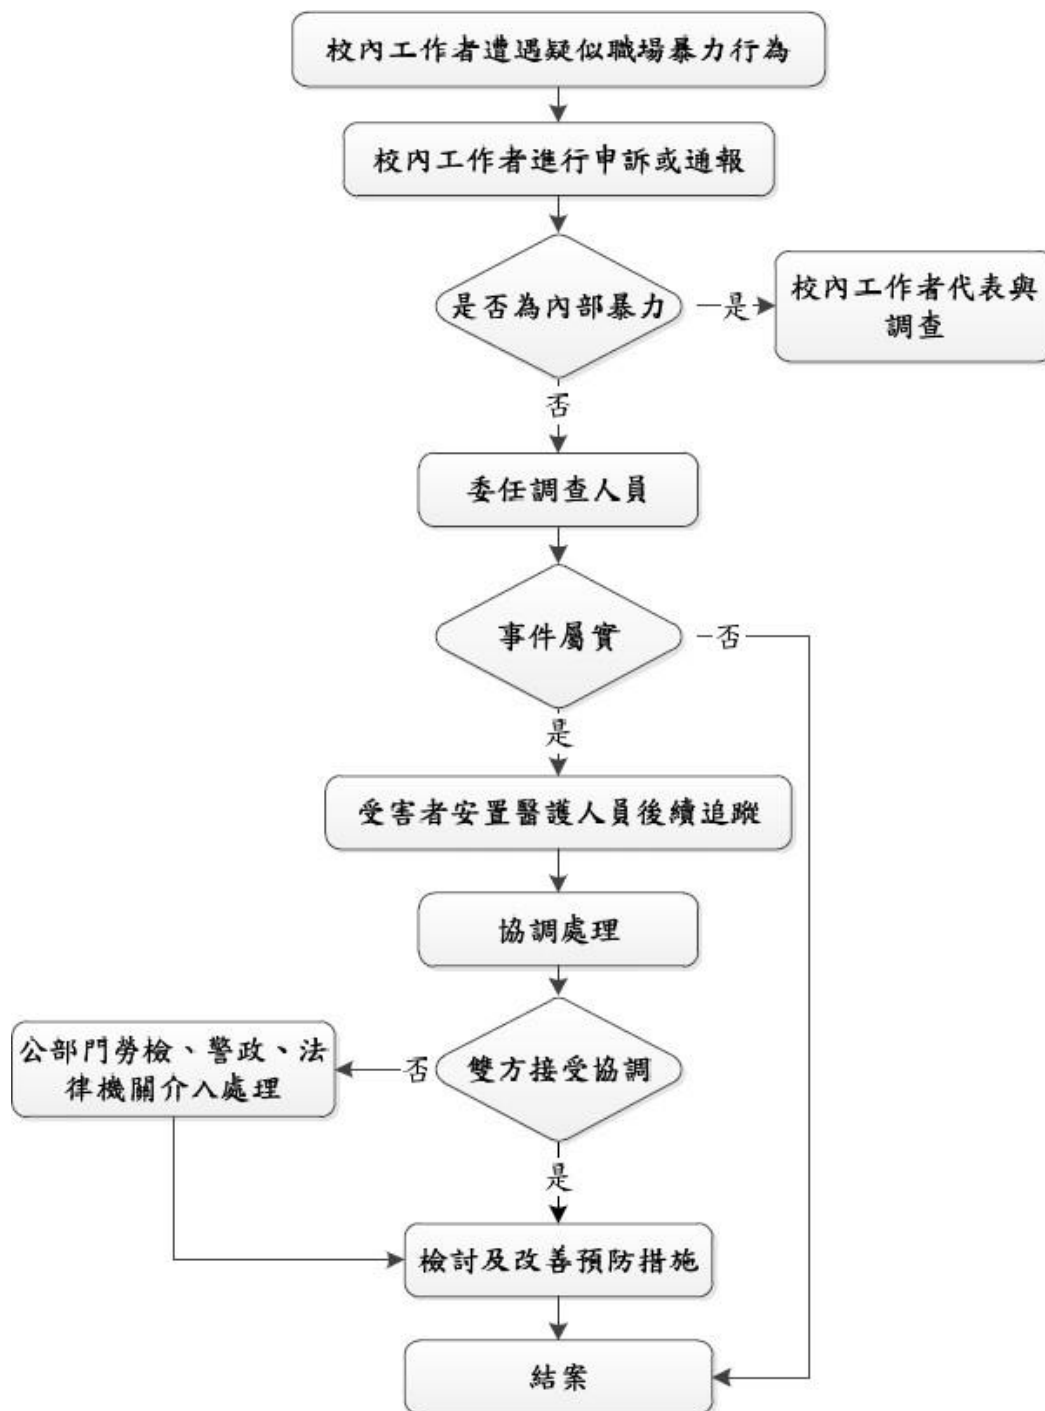 校內工作者遭遇疑似職場暴力行為
校內工作者進行申訴或通報
是否為內部暴力
是
校內工作者代表與
調查
否
委任調查人員
事件屬實
否
是
受害者安置醫護人員後續追蹤
協調處理
雙方接受協調
否
公部門勞檢、警政、法
律機關介入處理
是
檢討及改善預防措施
結案